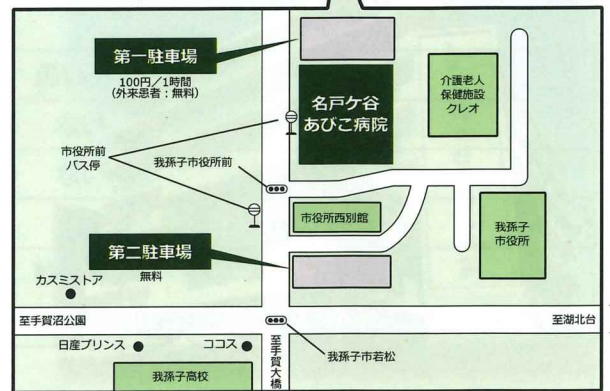 第一駐車場
100円/1時間
(外来患者:無料)
名戸ケ谷
あびこ病院
介護老人
保健施設
クレオ
市役所前
バス停
我孫子市役所前
市役所西別館
我孫子
市役所
第二駐車場
無料
カスミストア
至手賀沼公園
至湖北台
日産プリンス
ココス
至手賀大橋
我孫子市若松
我孫子高校